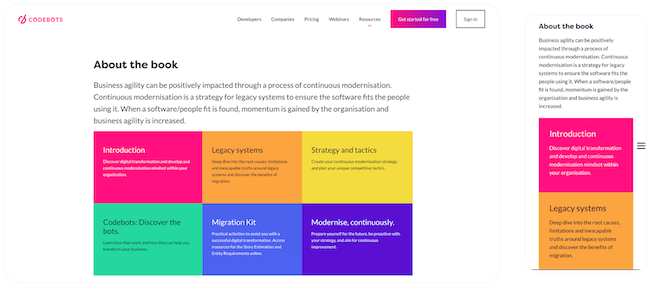 CODEBOTS
Developers
Companies
Pricing
Webinars
Resources
Get started for free
Sign in
About the book
Business agility can be positively impacted through a process of continuous modernisation.
Continuous modernisation is a strategy for legacy systems to ensure the software fits the people
using it. When a software/people fit is found, momentum is gained by the organisation and
business agility is increased.
Introduction
Discover digital transformation and develop and
continuous modernisation mindset within your
organisation.
Legacy systems
Deep dive into the root causes, limitations
and inescapable truths around legacy
systems and discover the benefits of
migration.
Strategy and tactics
Create your continuous modernisation strategy
and plan your unique competitive tactics.
Codebots: Discover the
bots.
Learn how they work and how they can help you
transform your business.
Migration Kit
Practical activities to assist you with a
successful digital transformation. Access
resources for the Story Estimation and
Entity Requirements online.
Modernise, continuously.
Prepare yourself for the future, be proactive with
your strategy, and aim for continuous
improvement.
About the book
Business agility can be positively impacted
through a process of continuous
modernisation. Continuous modernisation
is a strategy for legacy systems to ensure
the software fits the people using it. When
a software/people fit is found, momentum
is gained by the organisation and
business agility is increased.
Introduction
Discover digital transformation
and develop and continuous
modernisation mindset within
your organisation.
Legacy systems
Deep dive into the root causes,
limitations and inescapable
truths around legacy systems
and discover the benefits of
migration.